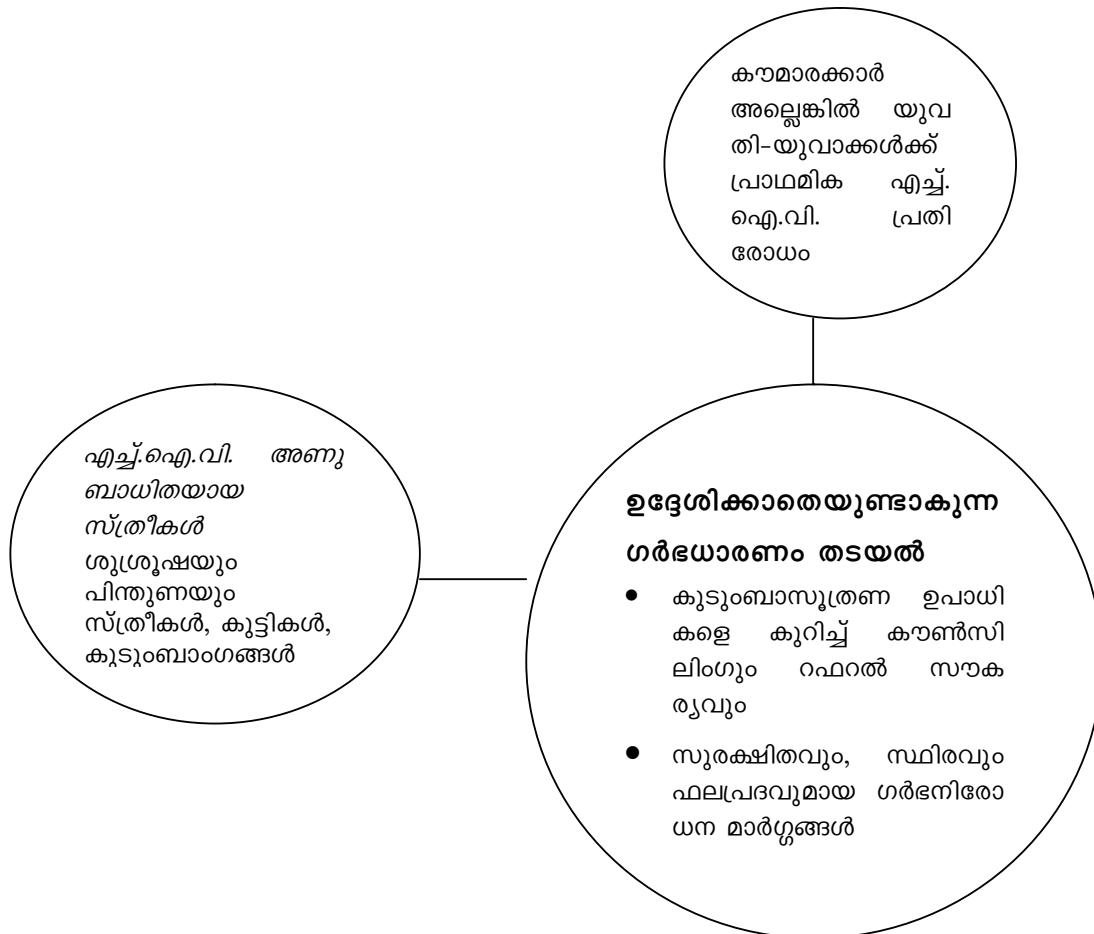 കൗമാരക്കാർ
അല്ലെങ്കിൽ യുവ
തി-യുവാക്കൾക്ക്
പ്രാഥമിക എച്ച്.
ഐ.വി. പ്രതി
രോധം
എച്ച്.ഐ.വി. അണു
ബാധിതയായ
സ്ത്രീകൾ
ശുശ്രൂഷയും
പിന്തുണയും
സ്ത്രീകൾ, കുട്ടികൾ,
കുടുംബാംഗങ്ങൾ
ഉദ്ദേശിക്കാതെയുണ്ടാകുന്ന
ഗർഭധാരണം തടയൽ
• കുടുംബാസൂത്രണ ഉപാധി
കളെ കുറിച്ച് കൗൺസി
ലിംഗും റഫറൽ സൗക
ര്യവും
• സുരക്ഷിതവും, സ്ഥിരവും
ഫലപ്രദവുമായ ഗർഭനിരോ
ധന മാർഗ്ഗങ്ങൾ